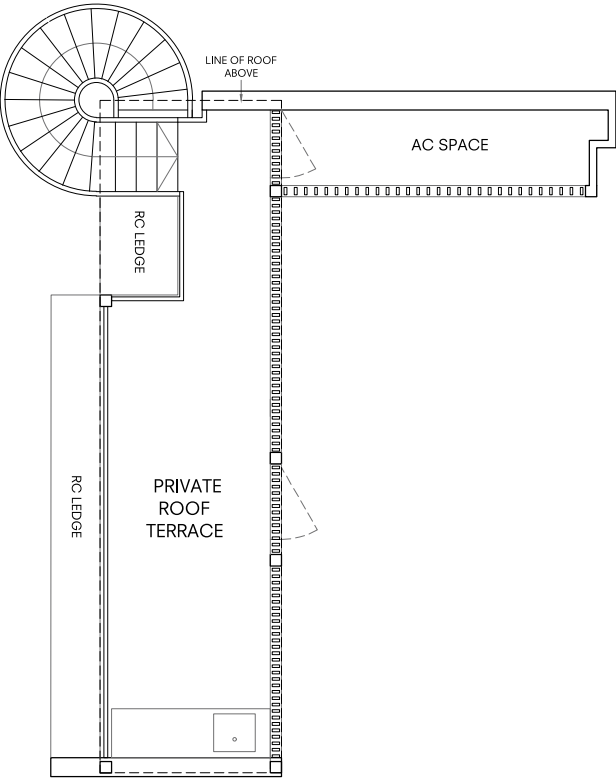 LINE OF ROOF
ABOVE
AC SPACE
RC LEDGE
RC LEDGE
PRIVATE
ROOF
TERRACE